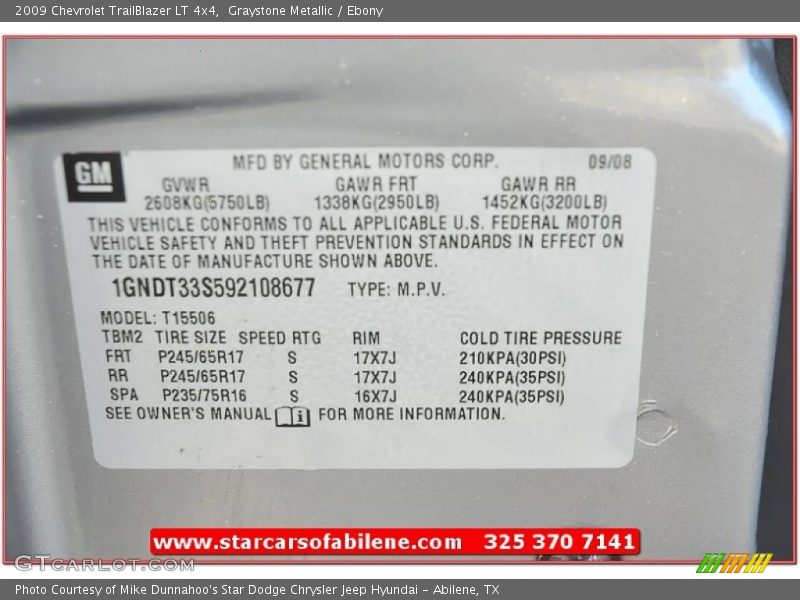 2009 Chevrolet TrailBlazer LT 4x4,  Graystone Metallic / Ebony
GM
MFD BY GENERAL MOTORS CORP. 09/08
GVWR GAWR FRT GAWR RR
2608KG(5750LB) 1338KG(2950LB) 1452KG(3200LB)
THIS VEHICLE CONFORMS TO ALL APPLICABLE U.S. FEDERAL MOTOR
VEHICLE SAFETY AND THEFT PREVENTION STANDARDS IN EFFECT ON
THE DATE OF MANUFACTURE SHOWN ABOVE.
1GNDT33S592108677 TYPE: M.P.V.
MODEL: T15506
TBM2 TIRE SIZE SPEED RTG RIM COLD TIRE PRESSURE
FRT P245/65R17 S 17X7J 210KPA(30PSI)
RR P245/65R17 S 17X7J 240KPA(35PSI)
SPA P235/75R16 S 16X7J 240KPA(35PSI)
SEE OWNER'S MANUAL i FOR MORE INFORMATION.
www.starcarsofabilene.com 325 370 7141
GTCARLOT.COM
Photo Courtesy of Mike Dunnahoo's Star Dodge Chrysler Jeep Hyundai - Abilene, TX